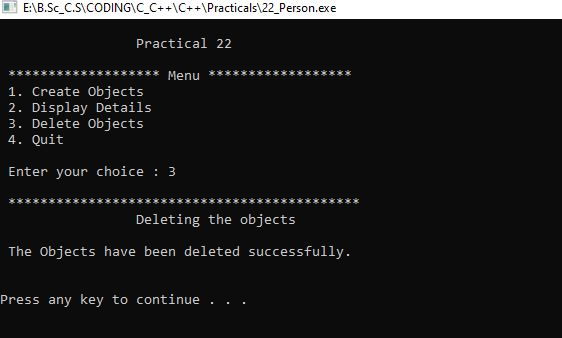 E:\B.Sc_C.S\CODING\C_C++\C++\Practicals\22_Person.exe
Practical 22
******************* Menu ******************
1. Create Objects
2. Display Details
3. Delete Objects
4. Quit
Enter your choice : 3
********************************************
Deleting the objects
The Objects have been deleted successfully.
Press any key to continue . . .